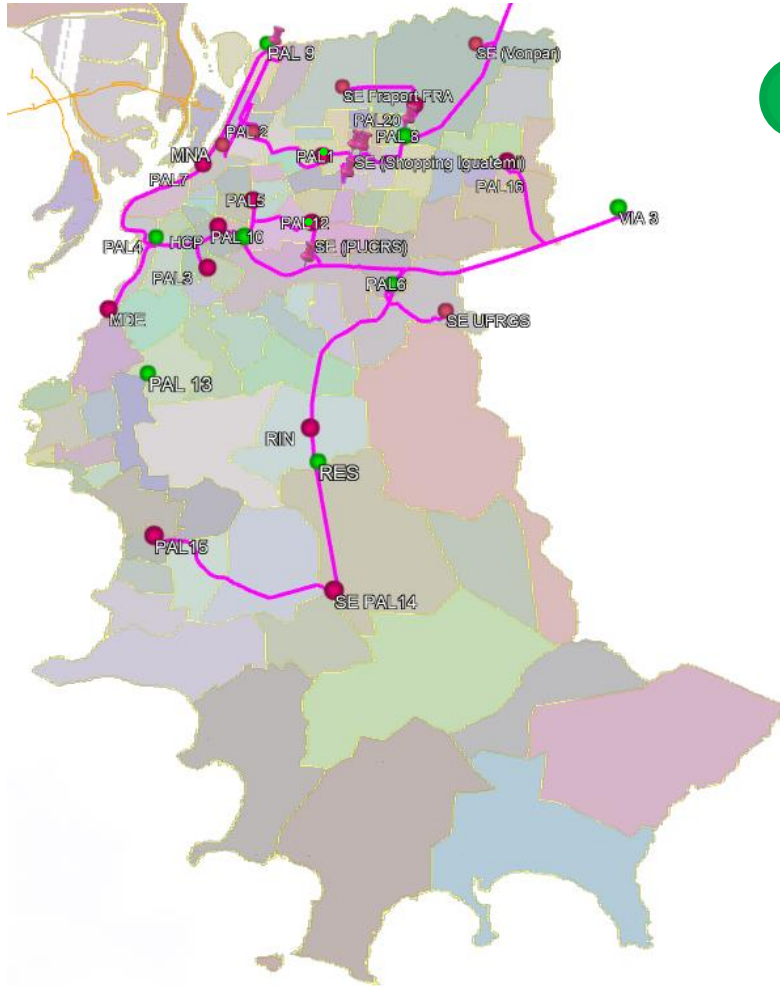 PAL 9
SE (Vonpar)
SE Fraport FRA
PAL20
PAL2
PAL 8
MNA
PAL1
SE (Shopping Iguatemi)
PAL7
PAL16
PAL5
VIA 3
PAL12
PAL4
HCP
PAL 10
SE (PUCRS)
PAL3
PAL6
MDE
SE UFRGS
PAL 13
RIN
RES
PAL15
SE PAL14